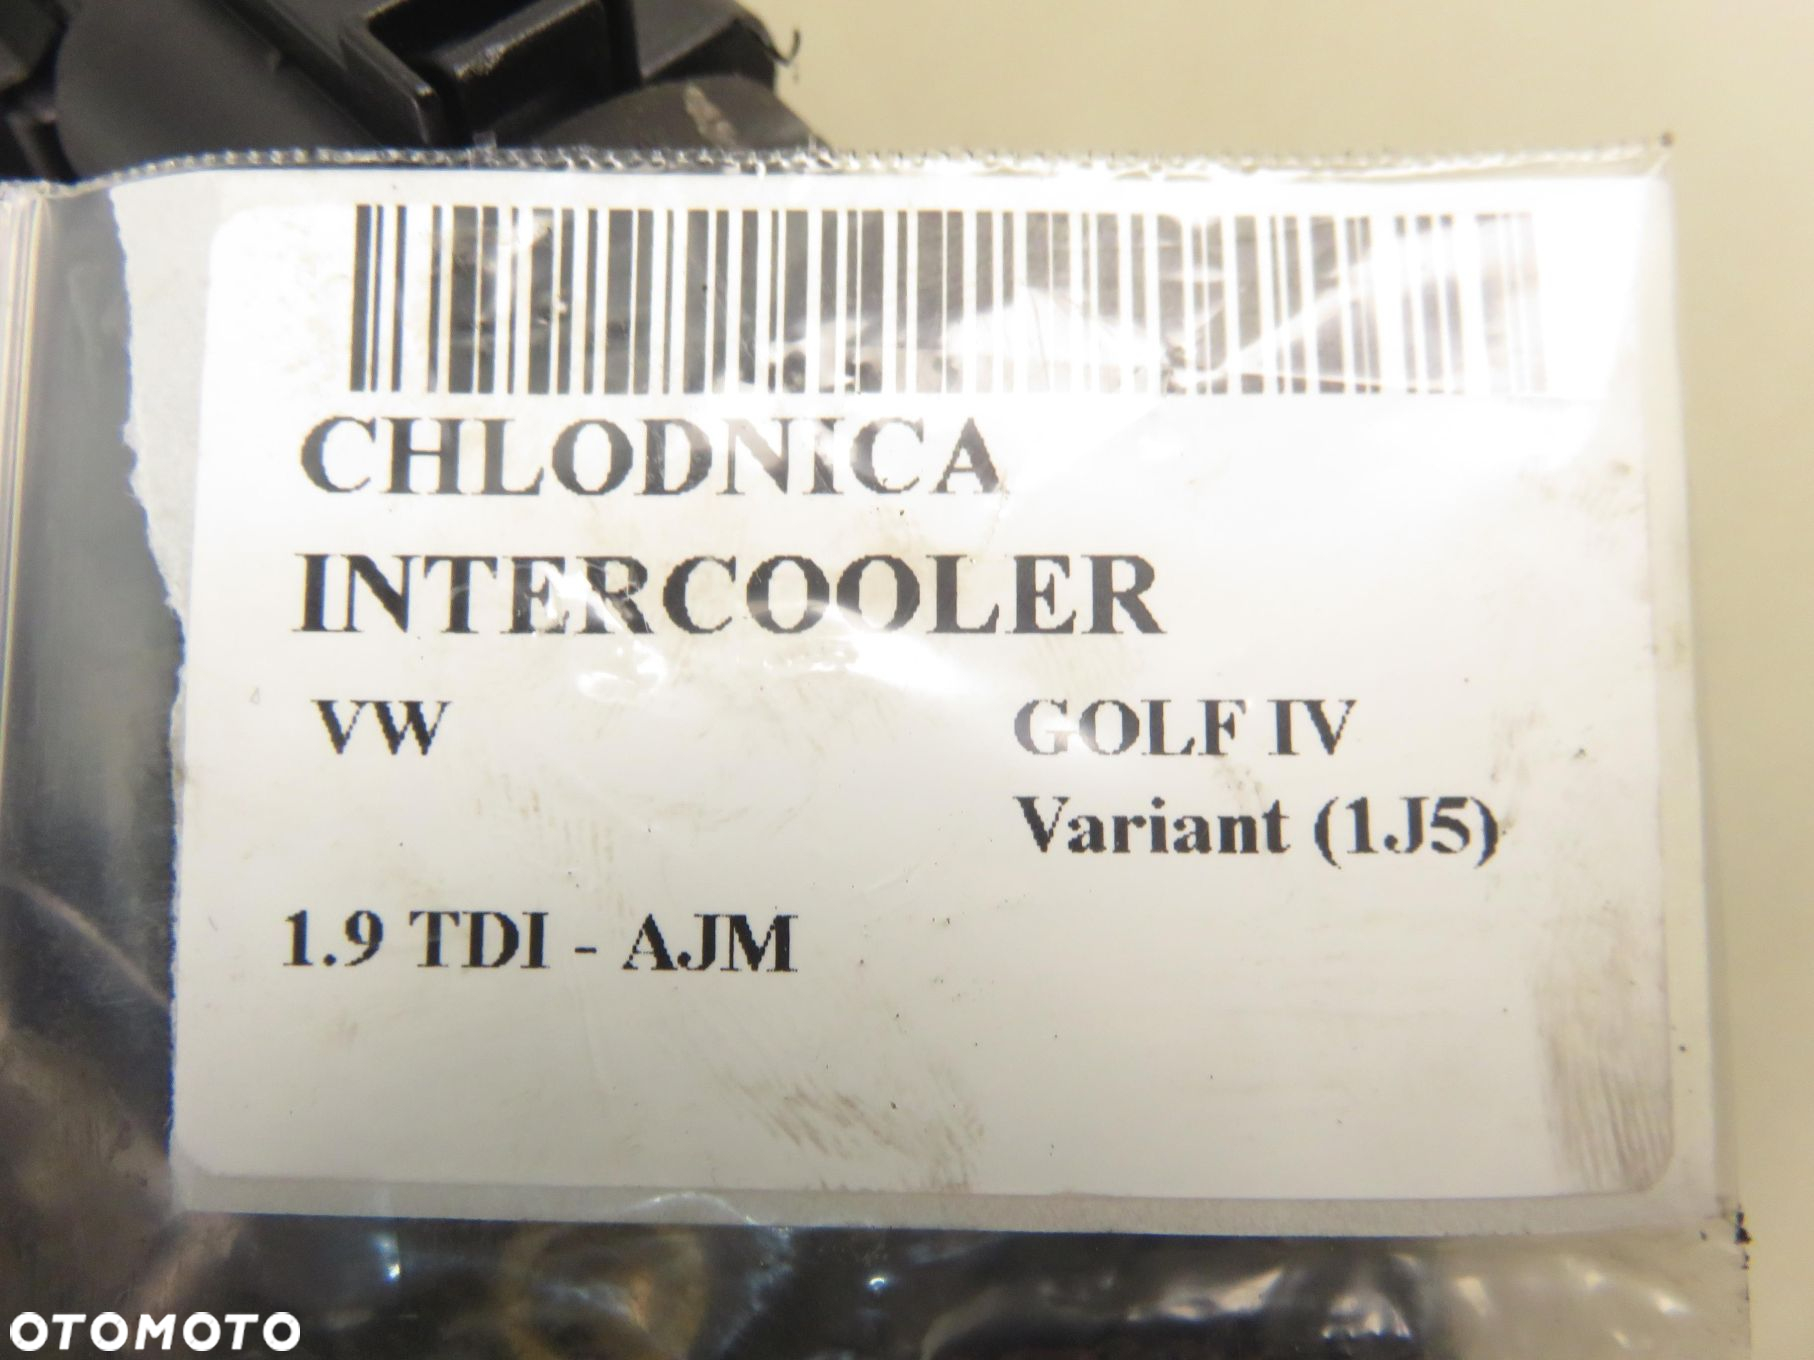 CHLODNICA
INTERCOOLER
VW GOLF IV
Variant (1J5)
1.9 TDI - AJM
OTOMOTO